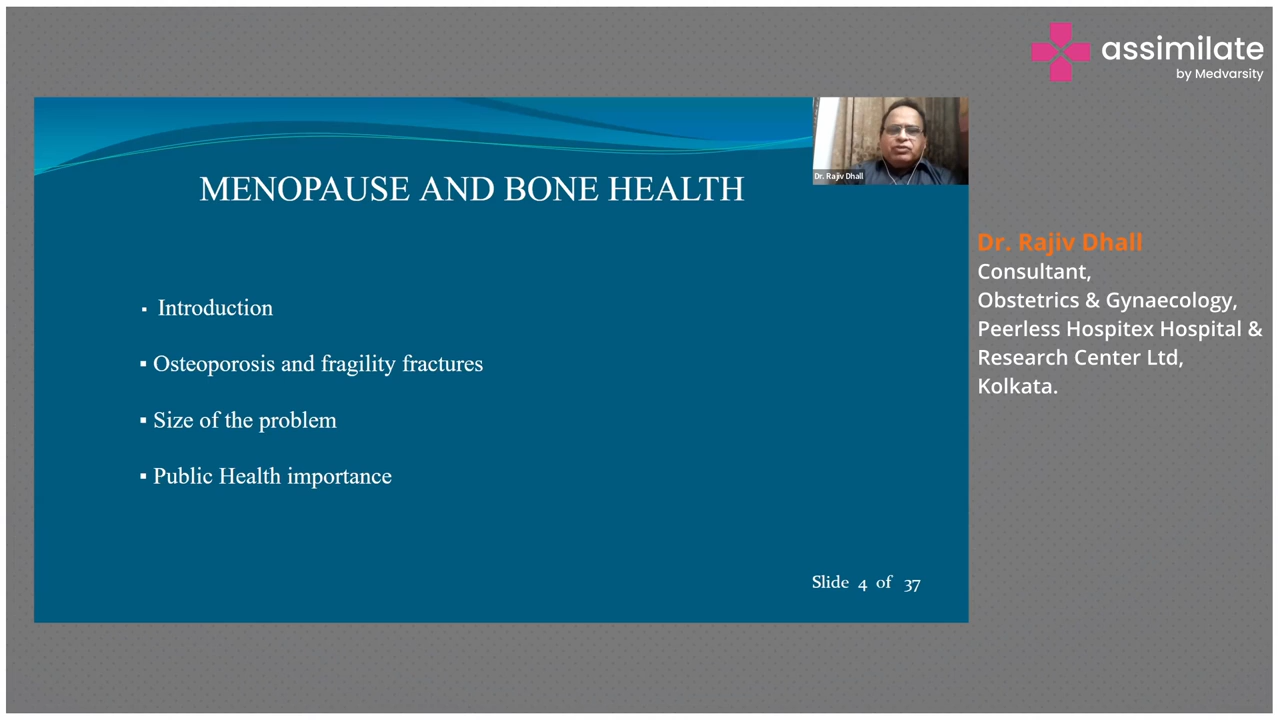 assimilate
by Medvarsity
Dr. Rajiv Dhall
MENOPAUSE AND BONE HEALTH
▪ Introduction
▪ Osteoporosis and fragility fractures
▪ Size of the problem
▪ Public Health importance
Slide 4 of 37
Dr. Rajiv Dhall
Consultant,
Obstetrics & Gynaecology,
Peerless Hospitex Hospital &
Research Center Ltd,
Kolkata.